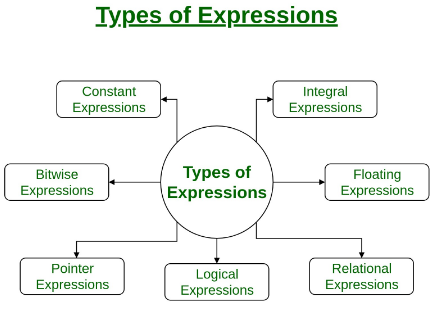 Types of Expressions
Constant
Expressions
Integral
Expressions
Bitwise
Expressions
Types of
Expressions
Floating
Expressions
Pointer
Expressions
Logical
Expressions
Relational
Expressions